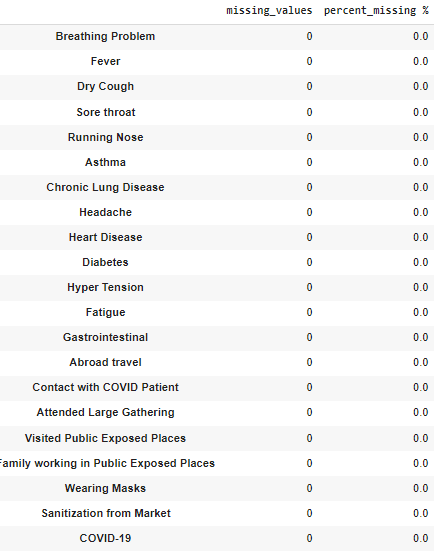 missing_values percent_missing %
Breathing Problem 0 0.0
Fever 0 0.0
Dry Cough 0 0.0
Sore throat 0 0.0
Running Nose 0 0.0
Asthma 0 0.0
Chronic Lung Disease 0 0.0
Headache 0 0.0
Heart Disease 0 0.0
Diabetes 0 0.0
Hyper Tension 0 0.0
Fatigue 0 0.0
Gastrointestinal 0 0.0
Abroad travel 0 0.0
Contact with COVID Patient 0 0.0
Attended Large Gathering 0 0.0
Visited Public Exposed Places 0 0.0
Family working in Public Exposed Places 0 0.0
Wearing Masks 0 0.0
Sanitization from Market 0 0.0
COVID-19 0 0.0